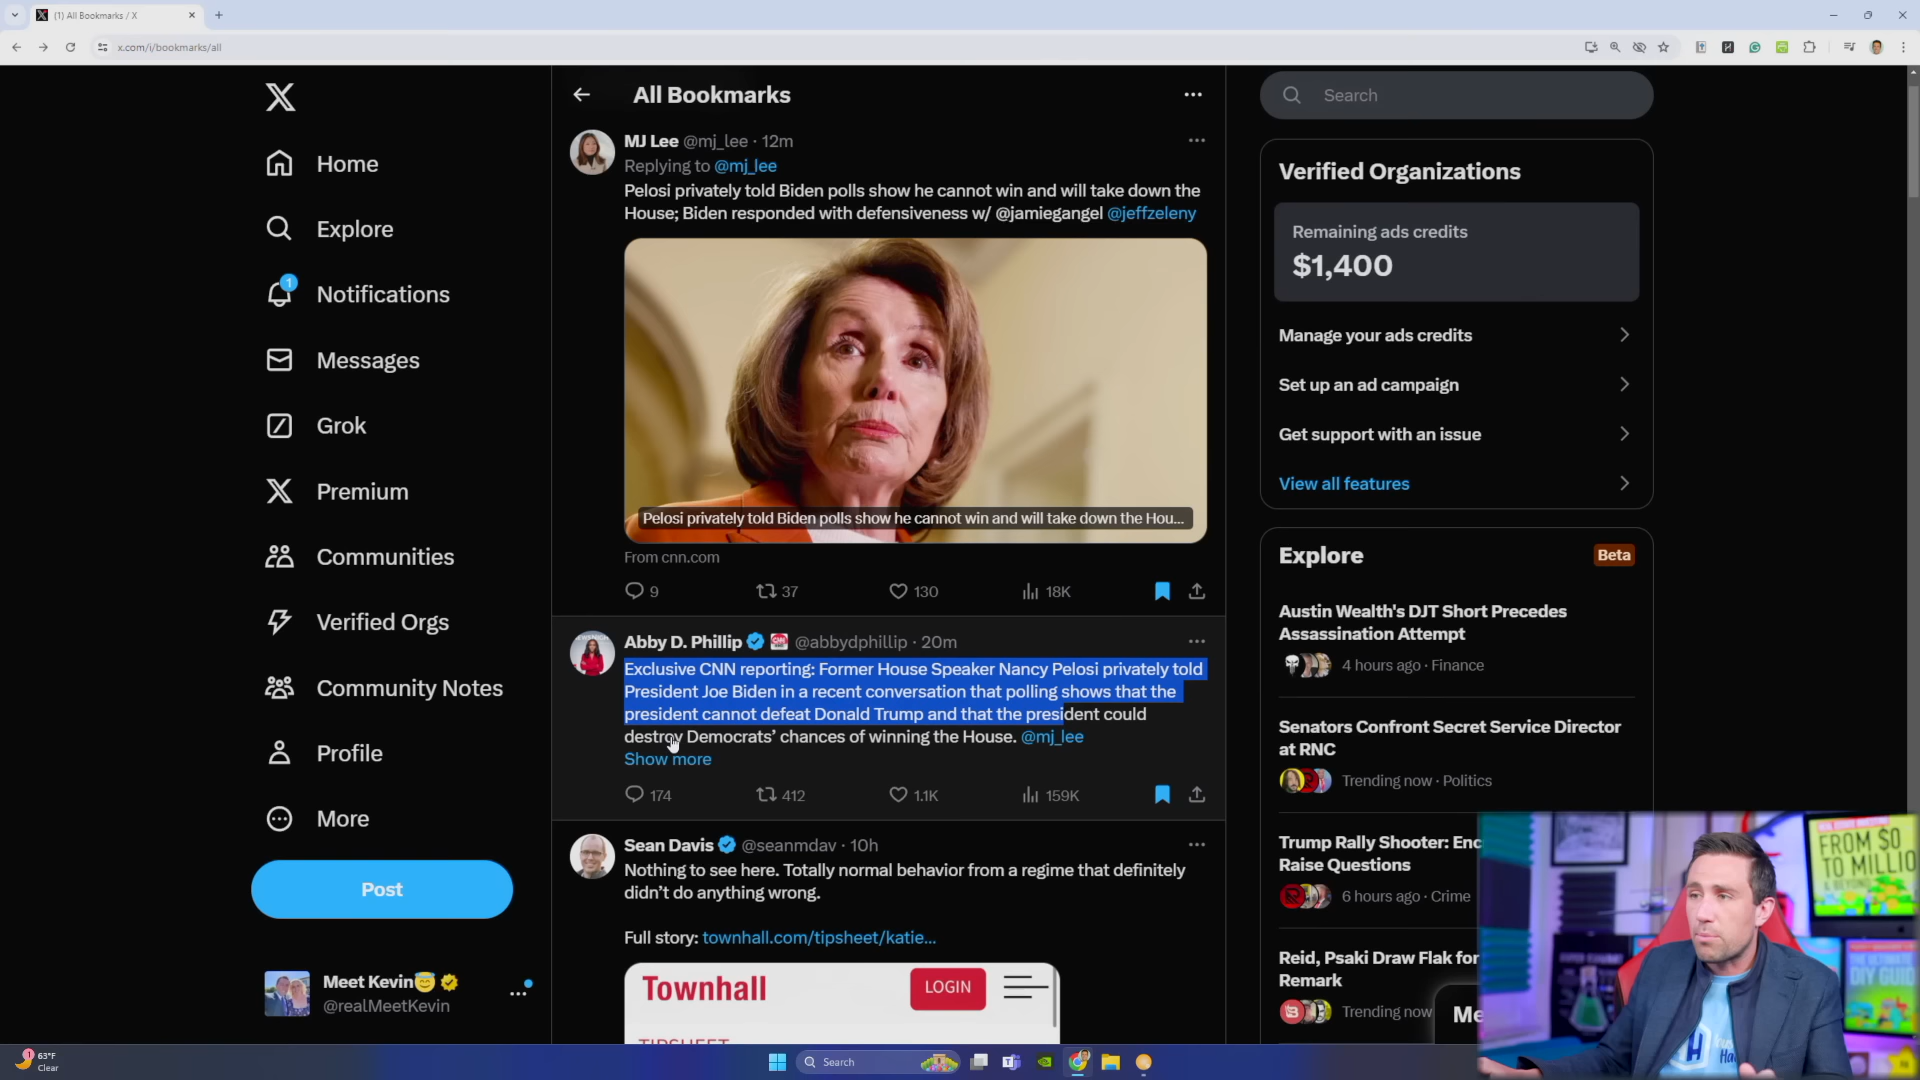 (1) All Bookmarks / X
x.com/i/bookmarks/all
Home
Explore
Notifications
1
Messages
Grok
Premium
Communities
Verified Orgs
Community Notes
Profile
More
Post
Meet Kevin
@realMeetKevin
All Bookmarks
MJ Lee @mj_lee · 12m
Replying to @mj_lee
Pelosi privately told Biden polls show he cannot win and will take down the
House; Biden responded with defensiveness w/ @jamiegangel @jeffzeleny
Pelosi privately told Biden polls show he cannot win and will take down the Hou...
From cnn.com
9 37 130 18K
Abby D. Phillip @abbydphillip · 20m
Exclusive CNN reporting: Former House Speaker Nancy Pelosi privately told
President Joe Biden in a recent conversation that polling shows that the
president cannot defeat Donald Trump and that the president could
destroy Democrats’ chances of winning the House. @mj_lee
Show more
174 412 1.1K 159K
Sean Davis @seanmdav · 10h
Nothing to see here. Totally normal behavior from a regime that definitely
didn’t do anything wrong.
Full story: townhall.com/tipsheet/katie...
Townhall
LOGIN
TIPSHEET
Search
Verified Organizations
Remaining ads credits
$1,400
Manage your ads credits
Set up an ad campaign
Get support with an issue
View all features
Explore
Beta
Austin Wealth's DJT Short Precedes
Assassination Attempt
4 hours ago · Finance
Senators Confront Secret Service Director
at RNC
Trending now · Politics
Trump Rally Shooter: Enc
Raise Questions
6 hours ago · Crime
Reid, Psaki Draw Flak for
Remark
Trending now
Me
FROM $0
TO MILLIO
& BEYOND
THE ULTIMATE
DIY GUID
H
1
63°F
Clear
Search